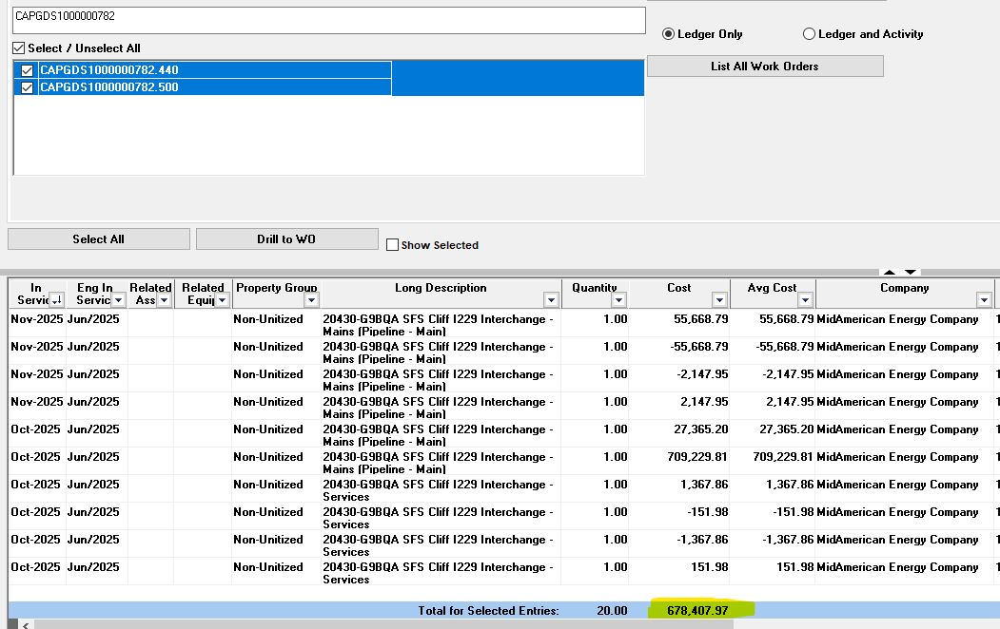 CAPGDS1000000782
Ledger Only
Ledger and Activity
Select / Unselect All
List All Work Orders
CAPGDS1000000782.440
CAPGDS1000000782.500
Select All
Drill to WO
Show Selected
In Related Related Property Group Long Description Quantity Cost Avg Cost Company
Eng In
Servic Servic Ass Equip
Nov-2025 Jun/2025 Non-Unitized 20430-G9BQA SFS Cliff I229 Interchange - 1.00 55,668.79 55,668.79 MidAmerican Energy Company 1
Mains (Pipeline - Main)
Nov-2025 Jun/2025 Non-Unitized 20430-G9BQA SFS Cliff I229 Interchange - 1.00 -55,668.79 -55,668.79 MidAmerican Energy Company 1
Mains (Pipeline - Main)
Nov-2025 Jun/2025 Non-Unitized 20430-G9BQA SFS Cliff I229 Interchange - 1.00 -2,147.95 -2,147.95 MidAmerican Energy Company 1
Mains (Pipeline - Main)
Nov-2025 Jun/2025 Non-Unitized 20430-G9BQA SFS Cliff I229 Interchange - 1.00 2,147.95 2,147.95 MidAmerican Energy Company 1
Mains (Pipeline - Main)
Oct-2025 Jun/2025 Non-Unitized 20430-G9BQA SFS Cliff I229 Interchange - 1.00 27,365.20 27,365.20 MidAmerican Energy Company 1
Mains (Pipeline - Main)
Oct-2025 Jun/2025 Non-Unitized 20430-G9BQA SFS Cliff I229 Interchange - 1.00 709,229.81 709,229.81 MidAmerican Energy Company 1
Mains (Pipeline - Main)
Oct-2025 Jun/2025 Non-Unitized 20430-G9BQA SFS Cliff I229 Interchange - 1.00 1,367.86 1,367.86 MidAmerican Energy Company 1
Services
Oct-2025 Jun/2025 Non-Unitized 20430-G9BQA SFS Cliff I229 Interchange - 1.00 -151.98 -151.98 MidAmerican Energy Company 1
Services
Oct-2025 Jun/2025 Non-Unitized 20430-G9BQA SFS Cliff I229 Interchange - 1.00 -1,367.86 -1,367.86 MidAmerican Energy Company 1
Services
Oct-2025 Jun/2025 Non-Unitized 20430-G9BQA SFS Cliff I229 Interchange - 1.00 151.98 151.98 MidAmerican Energy Company 1
Services
Total for Selected Entries: 20.00 678,407.97